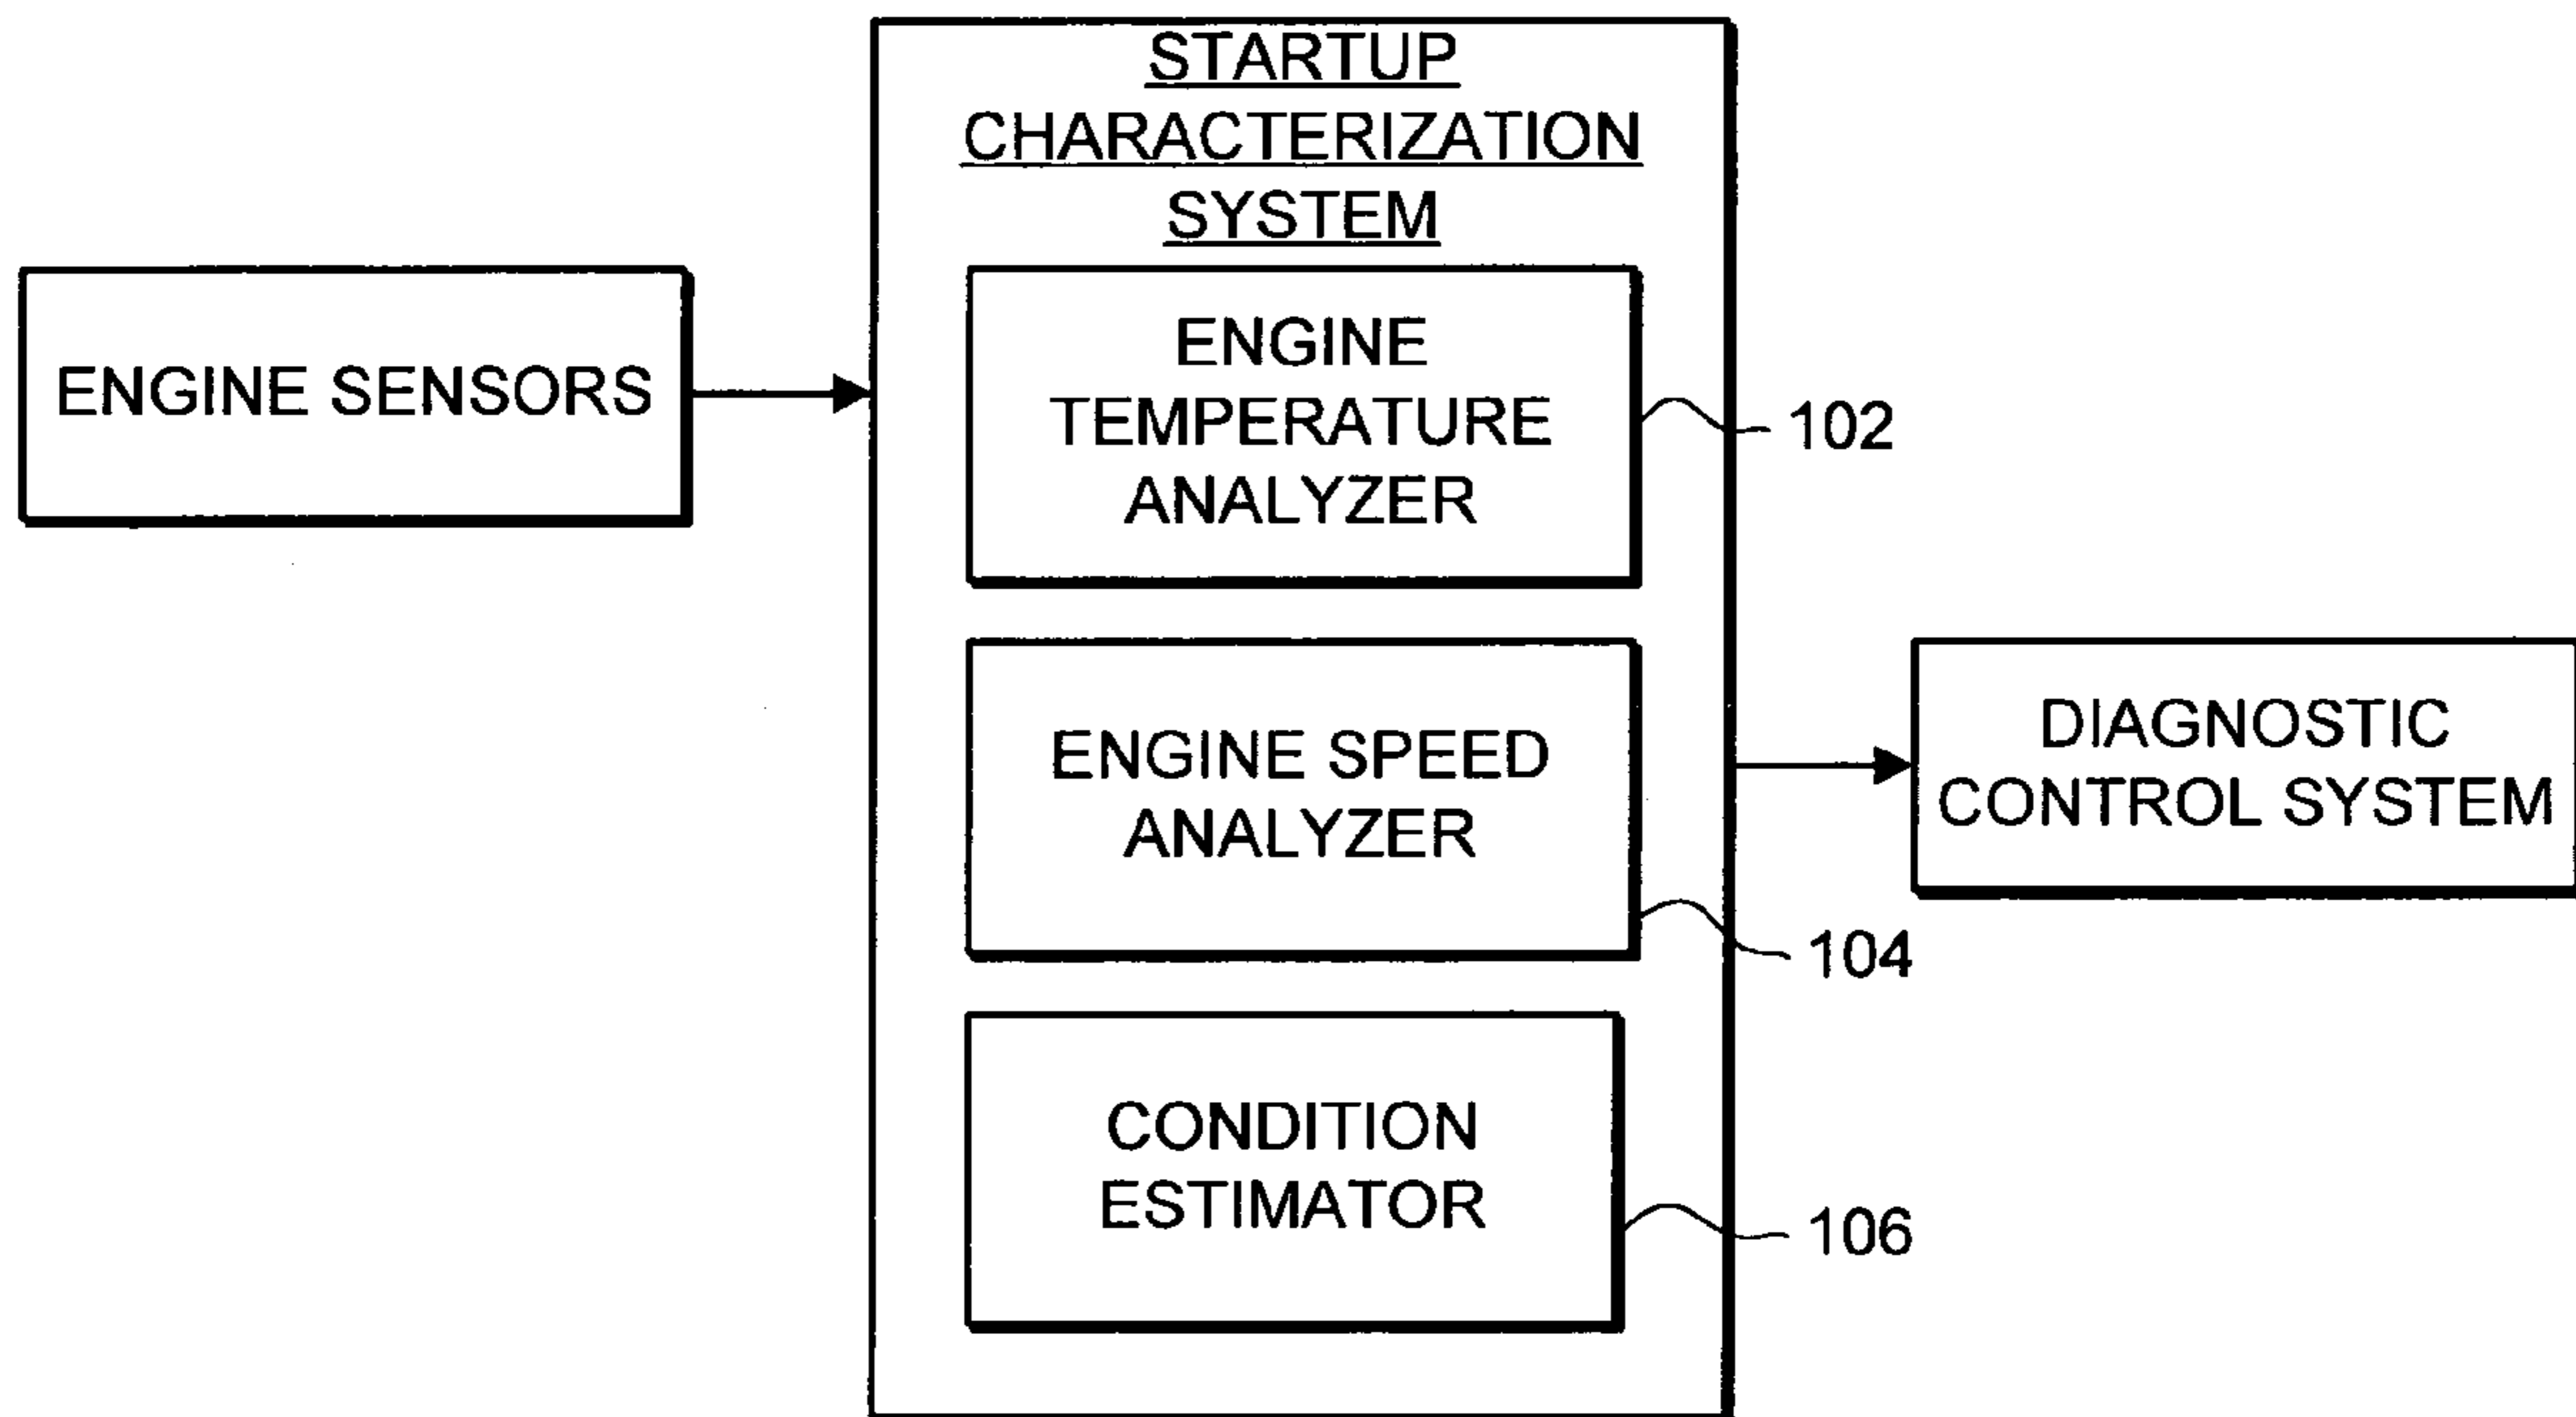 STARTUP
CHARACTERIZATION
SYSTEM
ENGINE SENSORS
ENGINE
TEMPERATURE
ANALYZER
102
ENGINE SPEED
ANALYZER
104
CONDITION
ESTIMATOR
106
DIAGNOSTIC
CONTROL SYSTEM